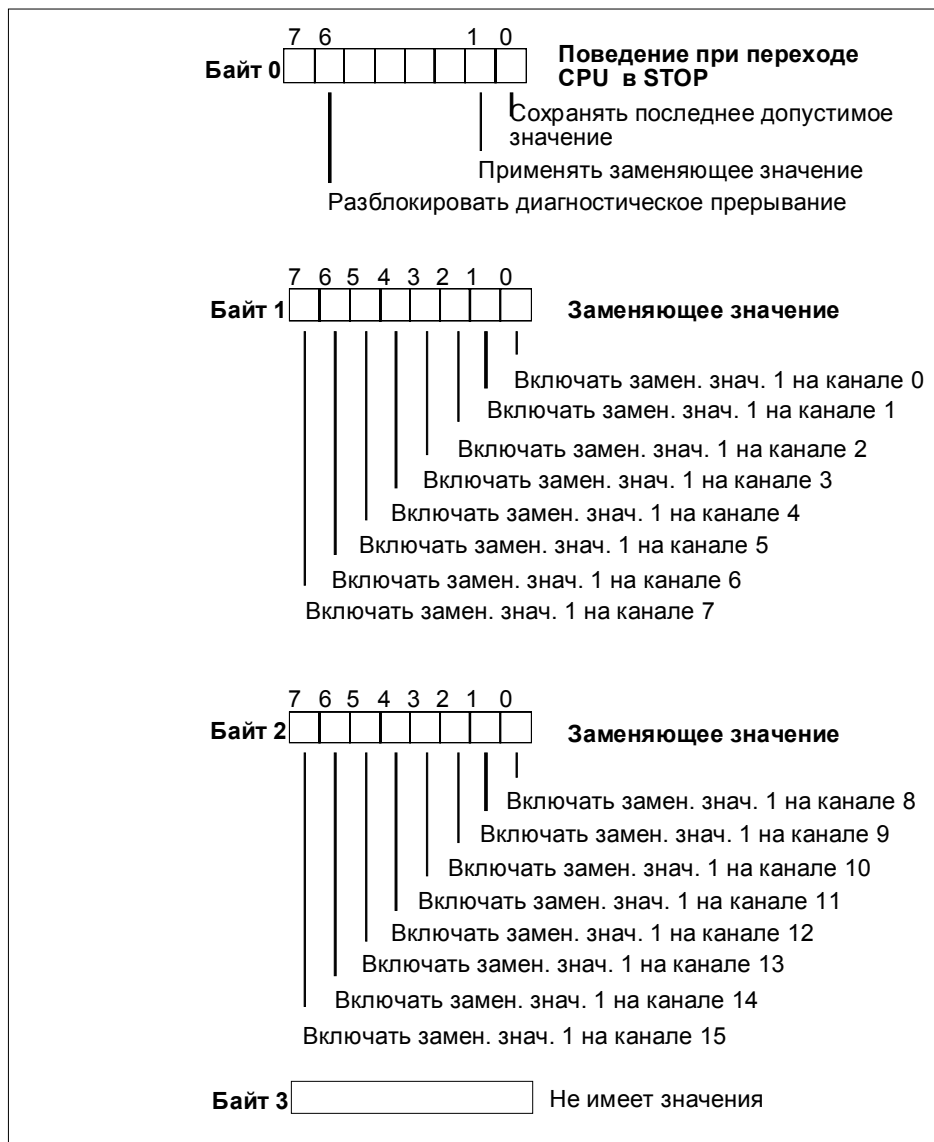 7 6 1 0
Байт 0
Поведение при переходе
CPU в STOP
Сохранять последнее допустимое
значение
Применять заменяющее значение
Разблокировать диагностическое прерывание
7 6 5 4 3 2 1 0
Байт 1
Заменяющее значение
Включать замен. знач. 1 на канале 0
Включать замен. знач. 1 на канале 1
Включать замен. знач. 1 на канале 2
Включать замен. знач. 1 на канале 3
Включать замен. знач. 1 на канале 4
Включать замен. знач. 1 на канале 5
Включать замен. знач. 1 на канале 6
Включать замен. знач. 1 на канале 7
7 6 5 4 3 2 1 0
Байт 2
Заменяющее значение
Включать замен. знач. 1 на канале 8
Включать замен. знач. 1 на канале 9
Включать замен. знач. 1 на канале 10
Включать замен. знач. 1 на канале 11
Включать замен. знач. 1 на канале 12
Включать замен. знач. 1 на канале 13
Включать замен. знач. 1 на канале 14
Включать замен. знач. 1 на канале 15
Байт 3
Не имеет значения